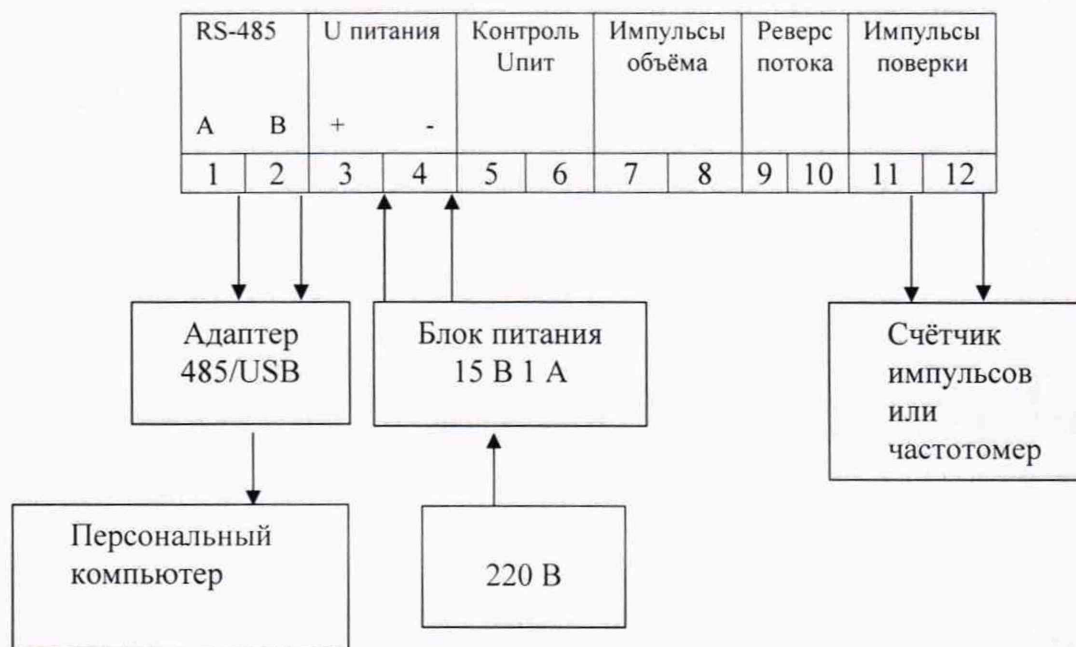 RS-485
U питания
Контроль
Uпит
Импульсы
объёма
Реверс
потока
Импульсы
поверки
A B + -
1 2 3 4 5 6 7 8 9 10 11 12
Адаптер
485/USB
Блок питания
15 В 1 А
Счётчик
импульсов
или
частотомер
Персональный
компьютер
220 В